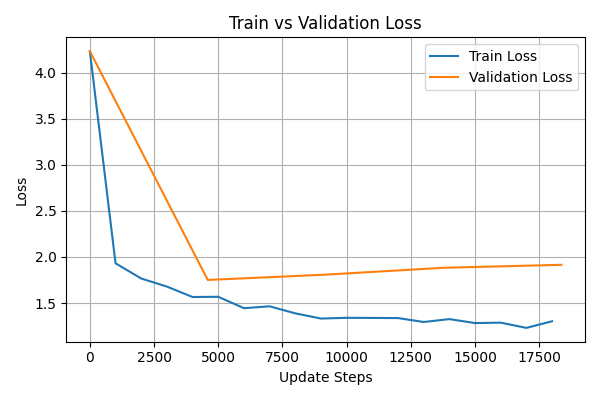 Train vs Validation Loss
Train Loss
Validation Loss
4.0
3.5
3.0
2.5
2.0
1.5
Loss
0 2500 5000 7500 10000 12500 15000 17500
Update Steps